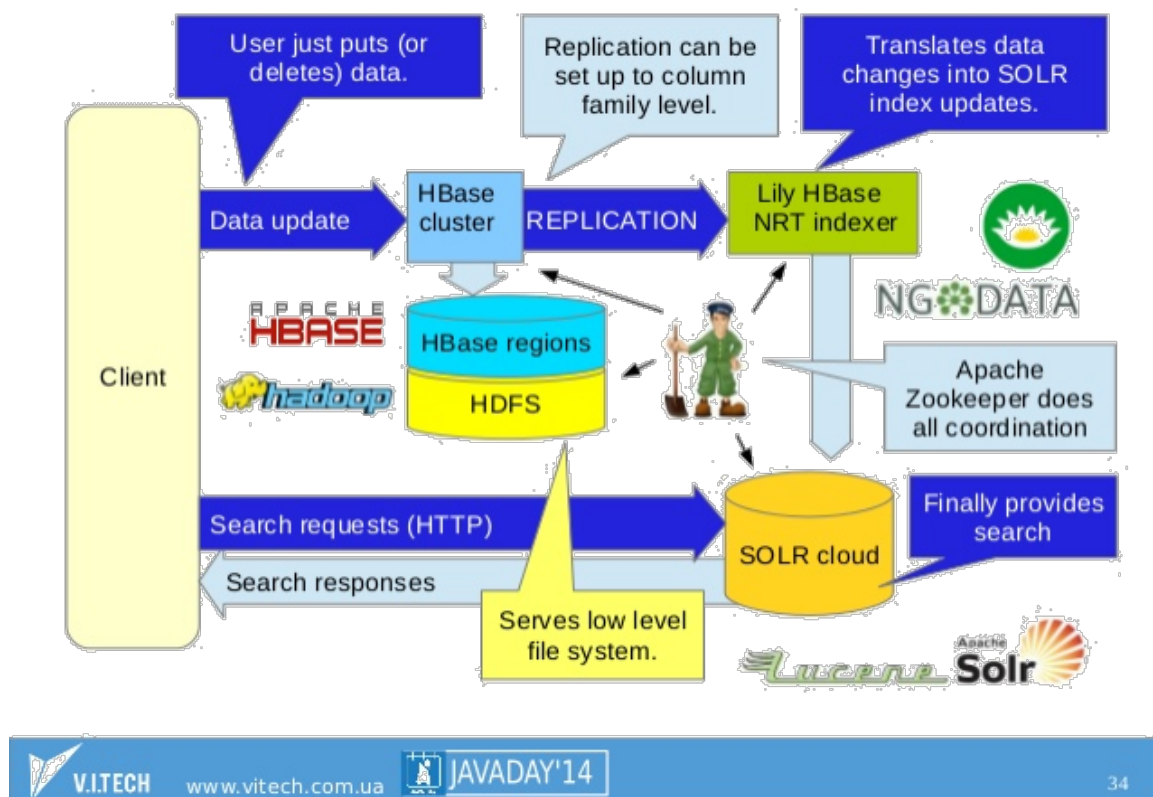 User just puts (or
deletes) data.
Replication can be
set up to column
family level.
Translates data
changes into SOLR
index updates.
Client
Data update
HBase
cluster
REPLICATION
Lily HBase
NRT indexer
NGDATA
APACHE
HBASE
hadoop
HBase regions
HDFS
Apache
Zookeeper does
all coordination
Search requests (HTTP)
Search responses
SOLR cloud
Finally provides
search
Serves low level
file system.
Lucene
Apache
Solr
V.I.TECH
www.vitech.com.ua
JAVADAY'14
34